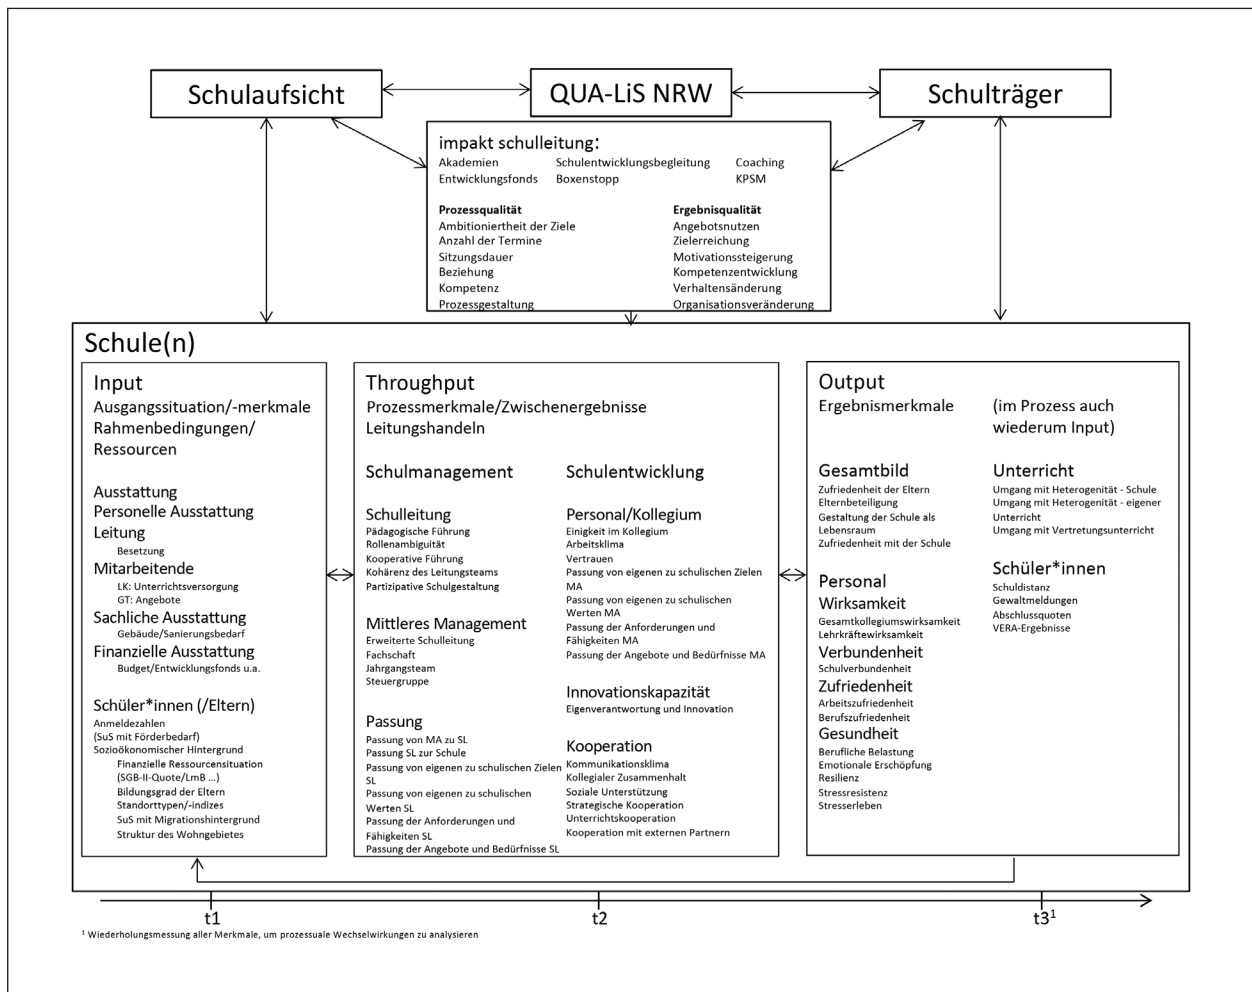 Schulaufsicht
QUA-LiS NRW
Schulträger
impakt schulleitung:
Akademien Schulentwicklungsbegleitung Coaching
Entwicklungsfonds Boxenstopp KPSM
Prozessqualität
Ambitioniertheit der Ziele
Anzahl der Termine
Sitzungsdauer
Beziehung
Kompetenz
Prozessgestaltung
Ergebnisqualität
Angebotsnutzen
Zielerreichung
Motivationssteigerung
Kompetenzentwicklung
Verhaltensänderung
Organisationsveränderung
Schule(n)
Input
Ausgangssituation/-merkmale
Rahmenbedingungen/
Ressourcen
Ausstattung
Personelle Ausstattung
Leitung
Besetzung
Mitarbeitende
LK: Unterrichtsversorgung
GT: Angebote
Sachliche Ausstattung
Gebäude/Sanierungsbedarf
Finanzielle Ausstattung
Budget/Entwicklungsfonds u.a.
Schüler*innen (/Eltern)
Anmeldezahlen
(SuS mit Förderbedarf)
Sozioökonomischer Hintergrund
Finanzielle Ressourcensituation
(SGB-II-Quote/LmB ...)
Bildungsgrad der Eltern
Standorttypen/-indizes
SuS mit Migrationshintergrund
Struktur des Wohngebietes
Throughput
Prozessmerkmale/Zwischenergebnisse
Leitungshandeln
Schulmanagement
Schulleitung
Pädagogische Führung
Rollenambiguität
Kooperative Führung
Kohärenz des Leitungsteams
Partizipative Schulgestaltung
Mittleres Management
Erweiterte Schulleitung
Fachschaft
Jahrgangsteam
Steuergruppe
Passung
Passung von MA zu SL
Passung SL zur Schule
Passung von eigenen zu schulischen Zielen
SL
Passung von eigenen zu schulischen
Werten SL
Passung der Anforderungen und
Fähigkeiten SL
Passung der Angebote und Bedürfnisse SL
Schulentwicklung
Personal/Kollegium
Einigkeit im Kollegium
Arbeitsklima
Vertrauen
Passung von eigenen zu schulischen Zielen
MA
Passung von eigenen zu schulischen
Werten MA
Passung der Anforderungen und
Fähigkeiten MA
Passung der Angebote und Bedürfnisse MA
Innovationskapazität
Eigenverantwortung und Innovation
Kooperation
Kommunikationsklima
Kollegialer Zusammenhalt
Soziale Unterstützung
Strategische Kooperation
Unterrichtskooperation
Kooperation mit externen Partnern
Output
Ergebnismerkmale
(im Prozess auch
wiederum Input)
Gesamtbild
Zufriedenheit der Eltern
Elternbeteiligung
Gestaltung der Schule als
Lebensraum
Zufriedenheit mit der Schule
Personal
Wirksamkeit
Gesamtkollegiumswirksamkeit
Lehrkräftewirksamkeit
Verbundenheit
Schulverbundenheit
Zufriedenheit
Arbeitszufriedenheit
Berufszufriedenheit
Gesundheit
Berufliche Belastung
Emotionale Erschöpfung
Resilienz
Stressresistenz
Stresserleben
Unterricht
Umgang mit Heterogenität - Schule
Umgang mit Heterogenität - eigener
Unterricht
Umgang mit Vertretungsunterricht
Schüler*innen
Schuldistanz
Gewaltmeldungen
Abschlussquoten
VERA-Ergebnisse
t1
t2
t3¹
¹ Wiederholungsmessung aller Merkmale, um prozessuale Wechselwirkungen zu analysieren